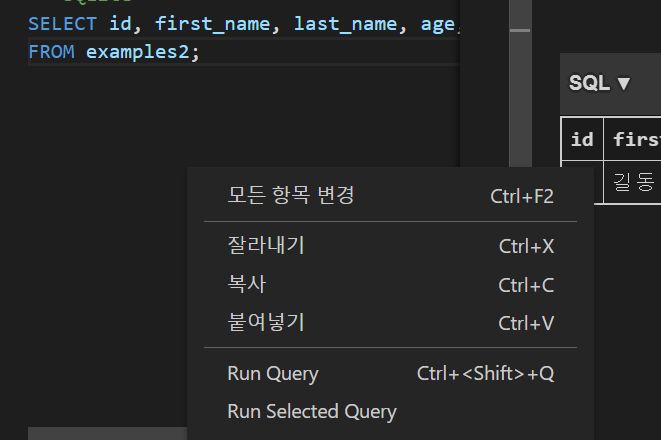 SELECT id, first_name, last_name, age,
FROM examples2;
SQL ▼
id
길동
모든 항목 변경 Ctrl+F2
잘라내기 Ctrl+X
복사 Ctrl+C
붙여넣기 Ctrl+V
Run Query Ctrl+<Shift>+Q
Run Selected Query